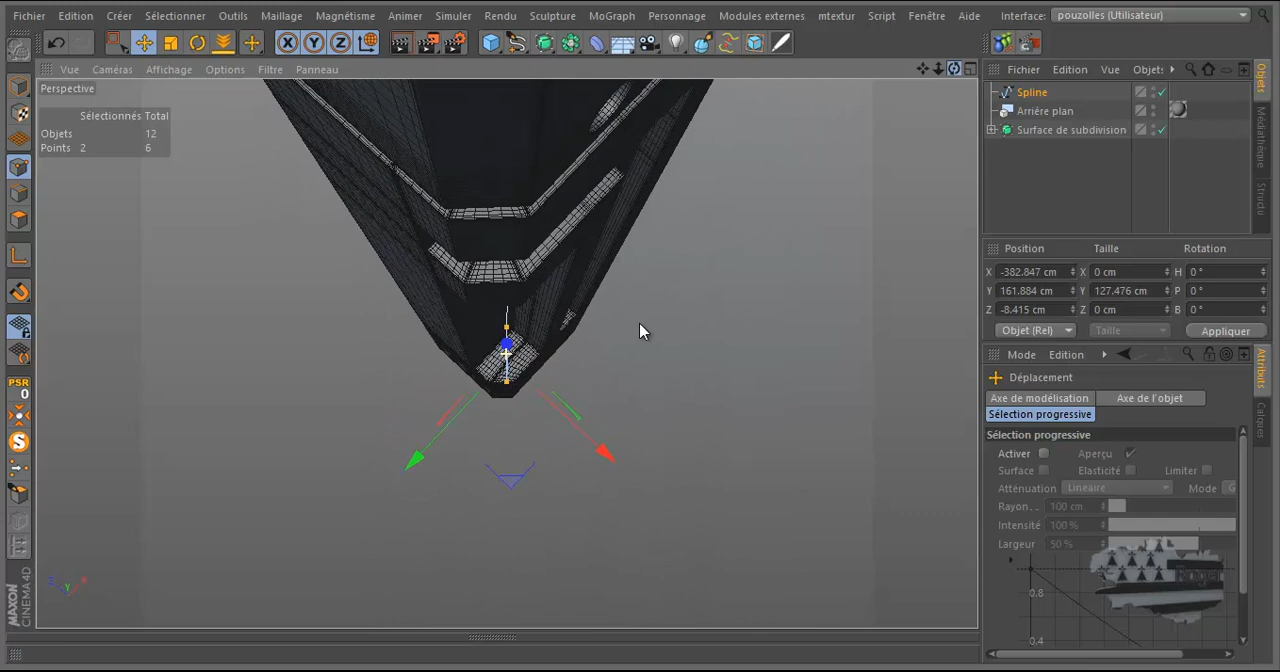 Fichier Edition Créer Sélectionner Outils Maillage Magnétisme Animer Simuler Rendu Sculpture MoGraph Personnage Modules externes mtextur Script Fenêtre Aide Interface: pouzolles (Utilisateur)
X Y Z
Vue Caméras Affichage Options Filtre Panneau
Fichier Edition Vue Objets
Perspective
Sélectionnés Total
Objets 12
Points 2 6
Spline
Arrière plan
Surface de subdivision
Objets
Médiathèque
Structu
Position Taille Rotation
X -382.847 cm X 0 cm H 0 °
Y 161.884 cm Y 127.476 cm P 0 °
Z -8.415 cm Z 0 cm B 0 °
Objet (Rel) Taille Appliquer
Mode Edition
Déplacement
Axe de modélisation Axe de l'objet
Sélection progressive
Sélection progressive
Activer Aperçu
Surface Elasticité Limiter
Atténuation Linéaire Mode
Rayon.. 100 cm
Intensité 100 %
Largeur 50 %
0.8
0.4
Attributs
Calques
PSR
0
S
Z Y X
MAXON
CINEMA 4D
Roger